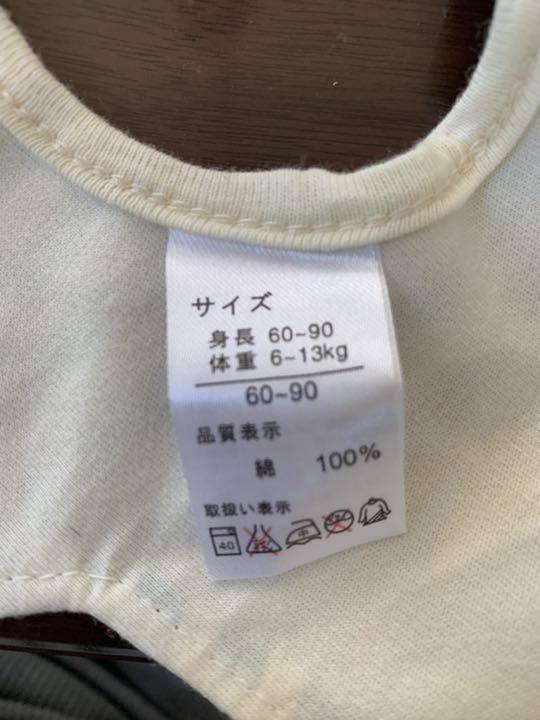 サイズ
身長 60~90
体重 6~13kg
60~90
品質表示
綿 100%
取扱い表示
40 中